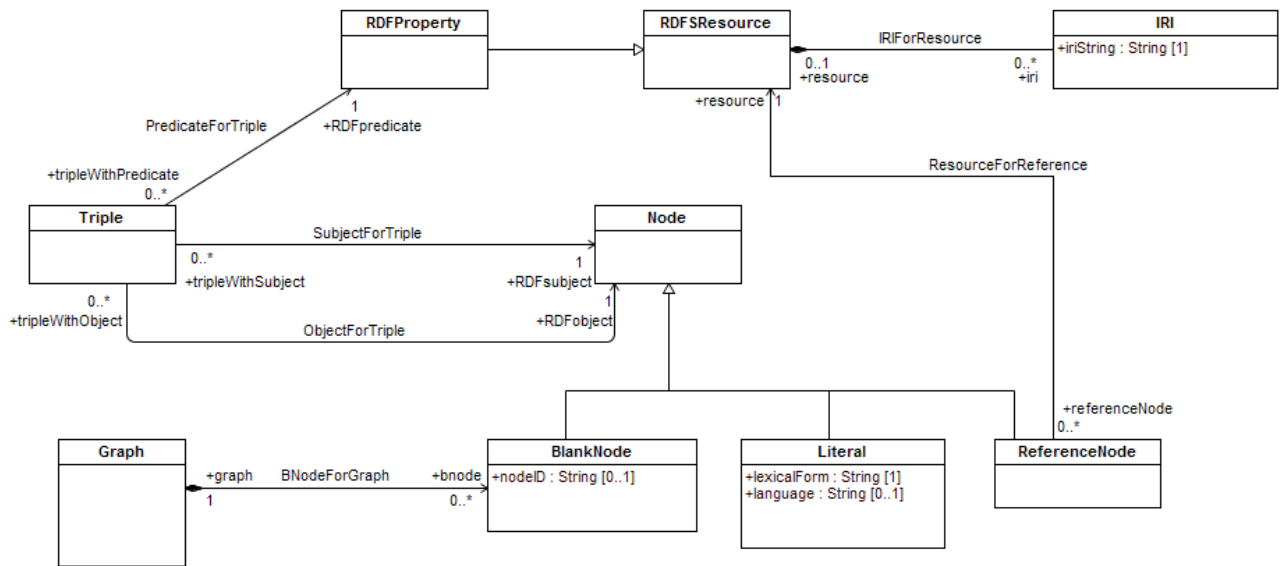 RDFProperty
RDFSResource
IRI
+iriString : String [1]
IRIForResource
0..1
+resource
0..*
+iri
+resource
1
1
+RDFpredicate
PredicateForTriple
+tripleWithPredicate
0..*
ResourceForReference
Triple
Node
SubjectForTriple
0..*
+tripleWithSubject
1
+RDFsubject
0..*
+tripleWithObject
1
+RDFobject
ObjectForTriple
+referenceNode
0..*
Graph
+graph
BNodeForGraph
+bnode
1
0..*
BlankNode
+nodeID : String [0..1]
Literal
+lexicalForm : String [1]
+language : String [0..1]
ReferenceNode